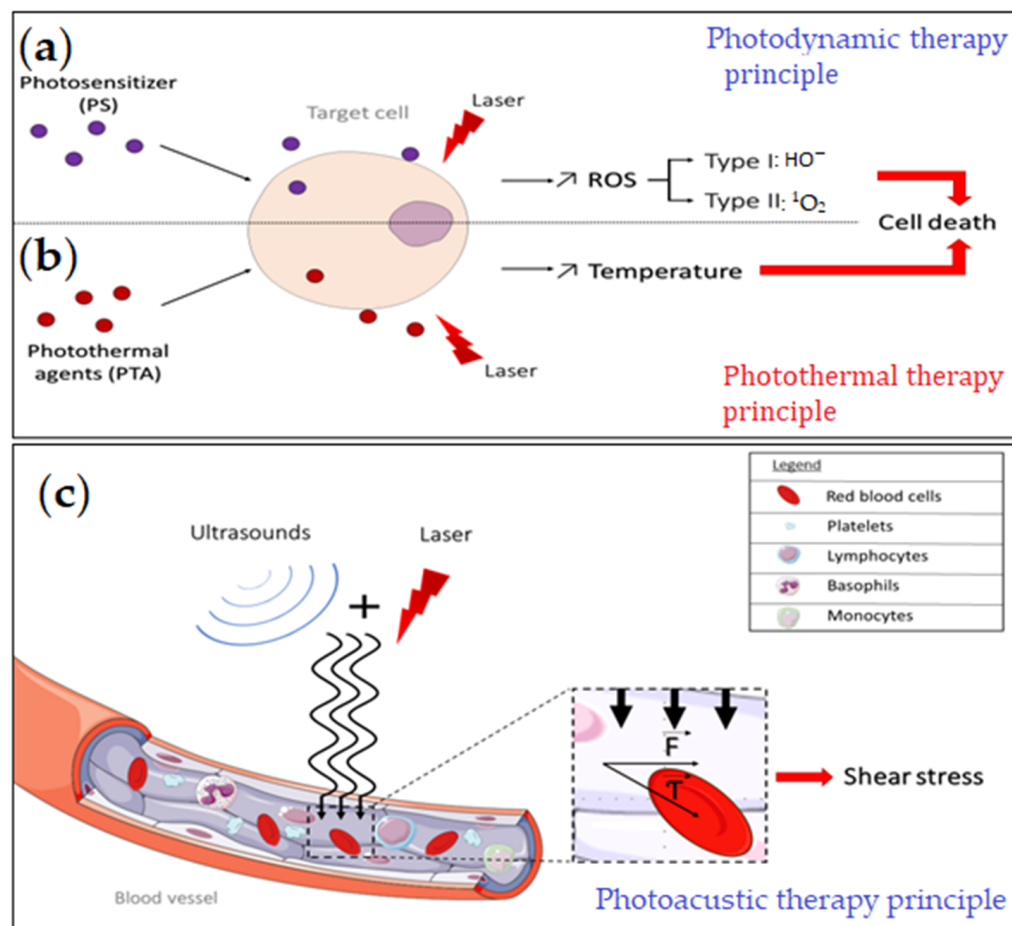 (a)
Photodynamic therapy
principle
Photosensitizer
(PS)
Target cell
Laser
ROS
Type I: HO⁻
Type II: ¹O₂
Cell death
(b)
Temperature
Photothermal
agents (PTA)
Laser
Photothermal therapy
principle
(c)
Legend
Red blood cells
Platelets
Lymphocytes
Basophils
Monocytes
Ultrasounds
Laser
+
F
T
Shear stress
Blood vessel
Photoacustic therapy principle